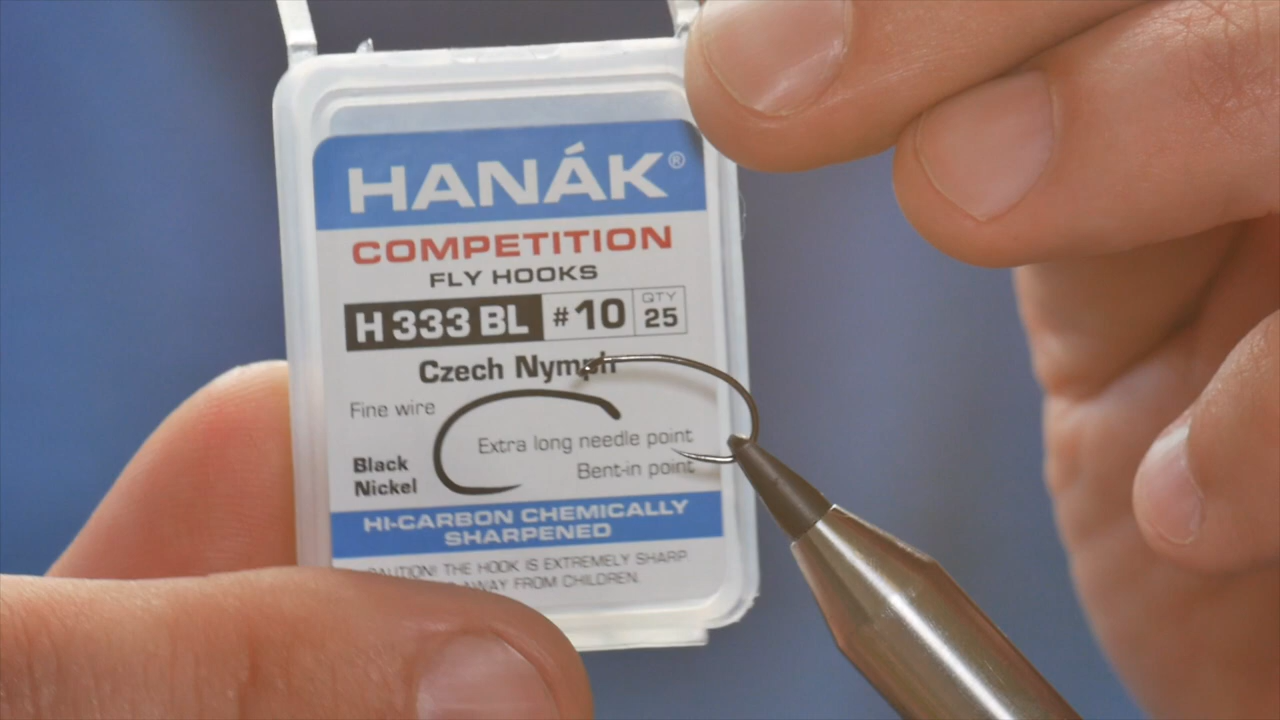 HANÁK®
COMPETITION
FLY HOOKS
H 333 BL #10 QTY 25
Czech Nymph
Fine wire
Extra long needle point
Bent-in point
Black
Nickel
HI-CARBON CHEMICALLY
SHARPENED
CAUTION! THE HOOK IS EXTREMELY SHARP.
AWAY FROM CHILDREN.